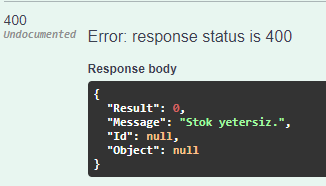 400
Undocumented
Error: response status is 400
Response body
{
  "Result": 0,
  "Message": "Stok yetersiz.",
  "Id": null,
  "Object": null
}